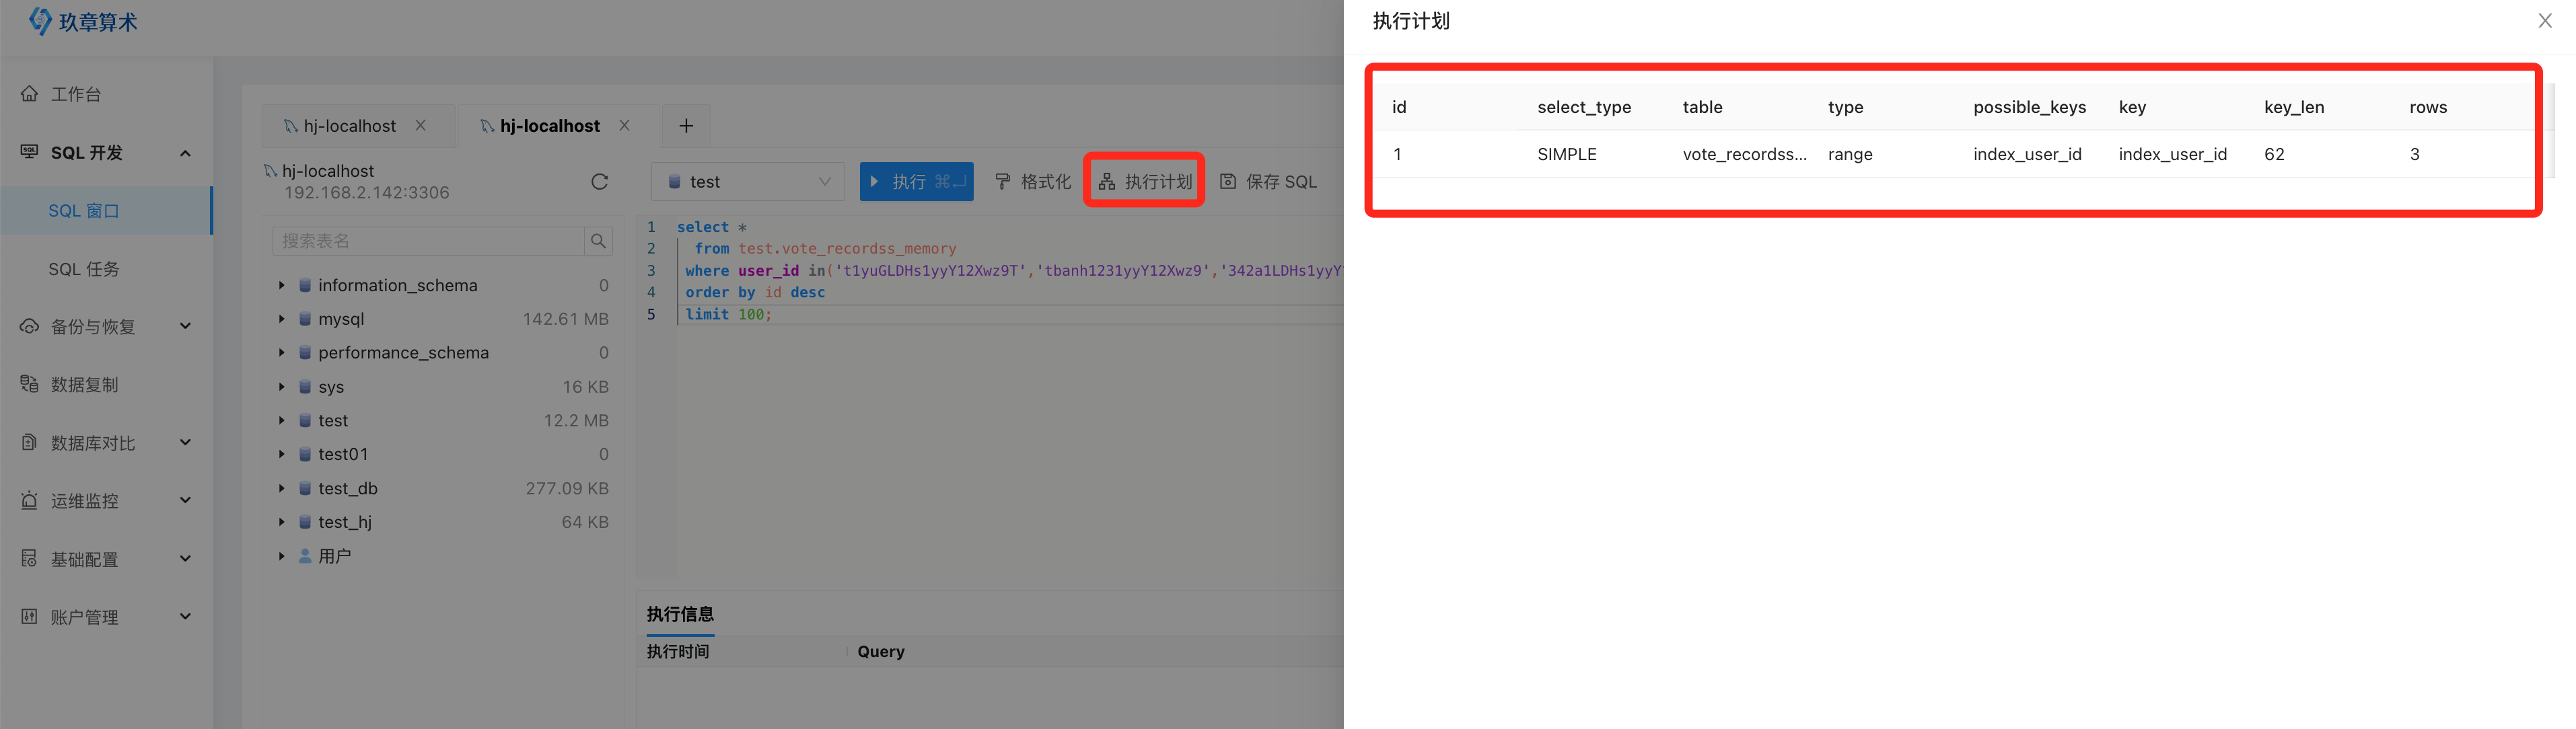 玖章算术
工作台
SQL 开发
SQL 窗口
SQL 任务
备份与恢复
数据复制
数据库对比
运维监控
基础配置
账户管理
hj-localhost
hj-localhost
hj-localhost
192.168.2.142:3306
搜索表名
information_schema 0
mysql 142.61 MB
performance_schema 0
sys 16 KB
test 12.2 MB
test01 0
test_db 277.09 KB
test_hj 64 KB
用户
test
执行 ⌘↵
格式化
执行计划
保存 SQL
1 select *
2 from test.vote_recordss_memory
3 where user_id in('t1yuGLDHs1yyY12Xwz9T','tbanh1231yyY12Xwz9','342a1LDHs1yyY
4 order by id desc
5 limit 100;
执行信息
执行时间 Query
执行计划
id select_type table type possible_keys key key_len rows
1 SIMPLE vote_recordss... range index_user_id index_user_id 62 3